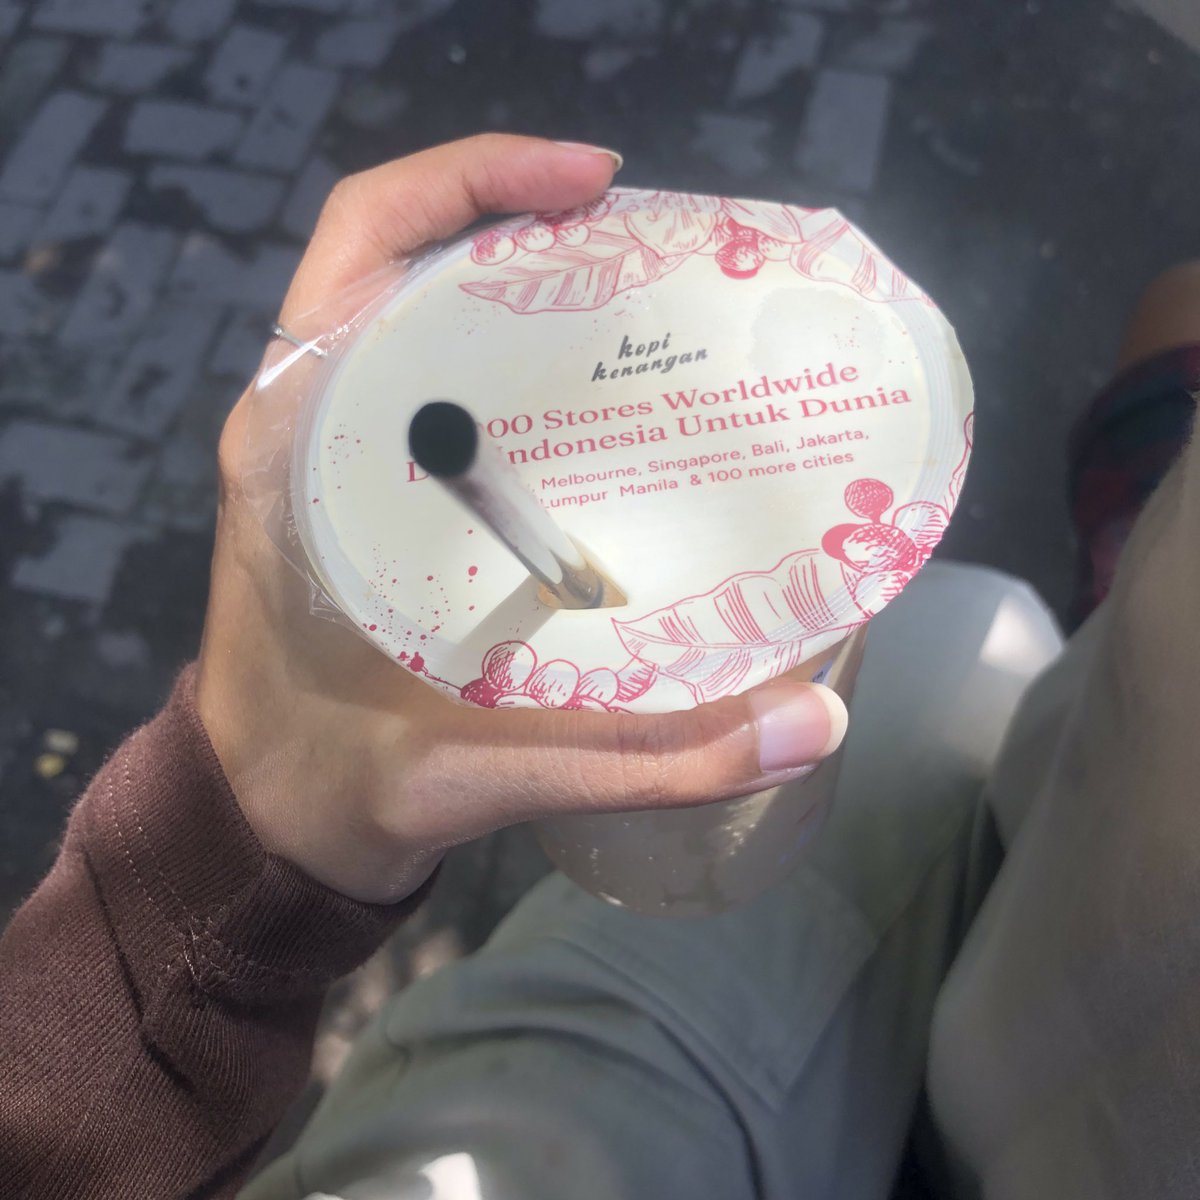 kopi
kenangan
00 Stores Worldwide
Indonesia Untuk Dunia
Melbourne, Singapore, Bali, Jakarta,
Lumpur Manila & 100 more cities